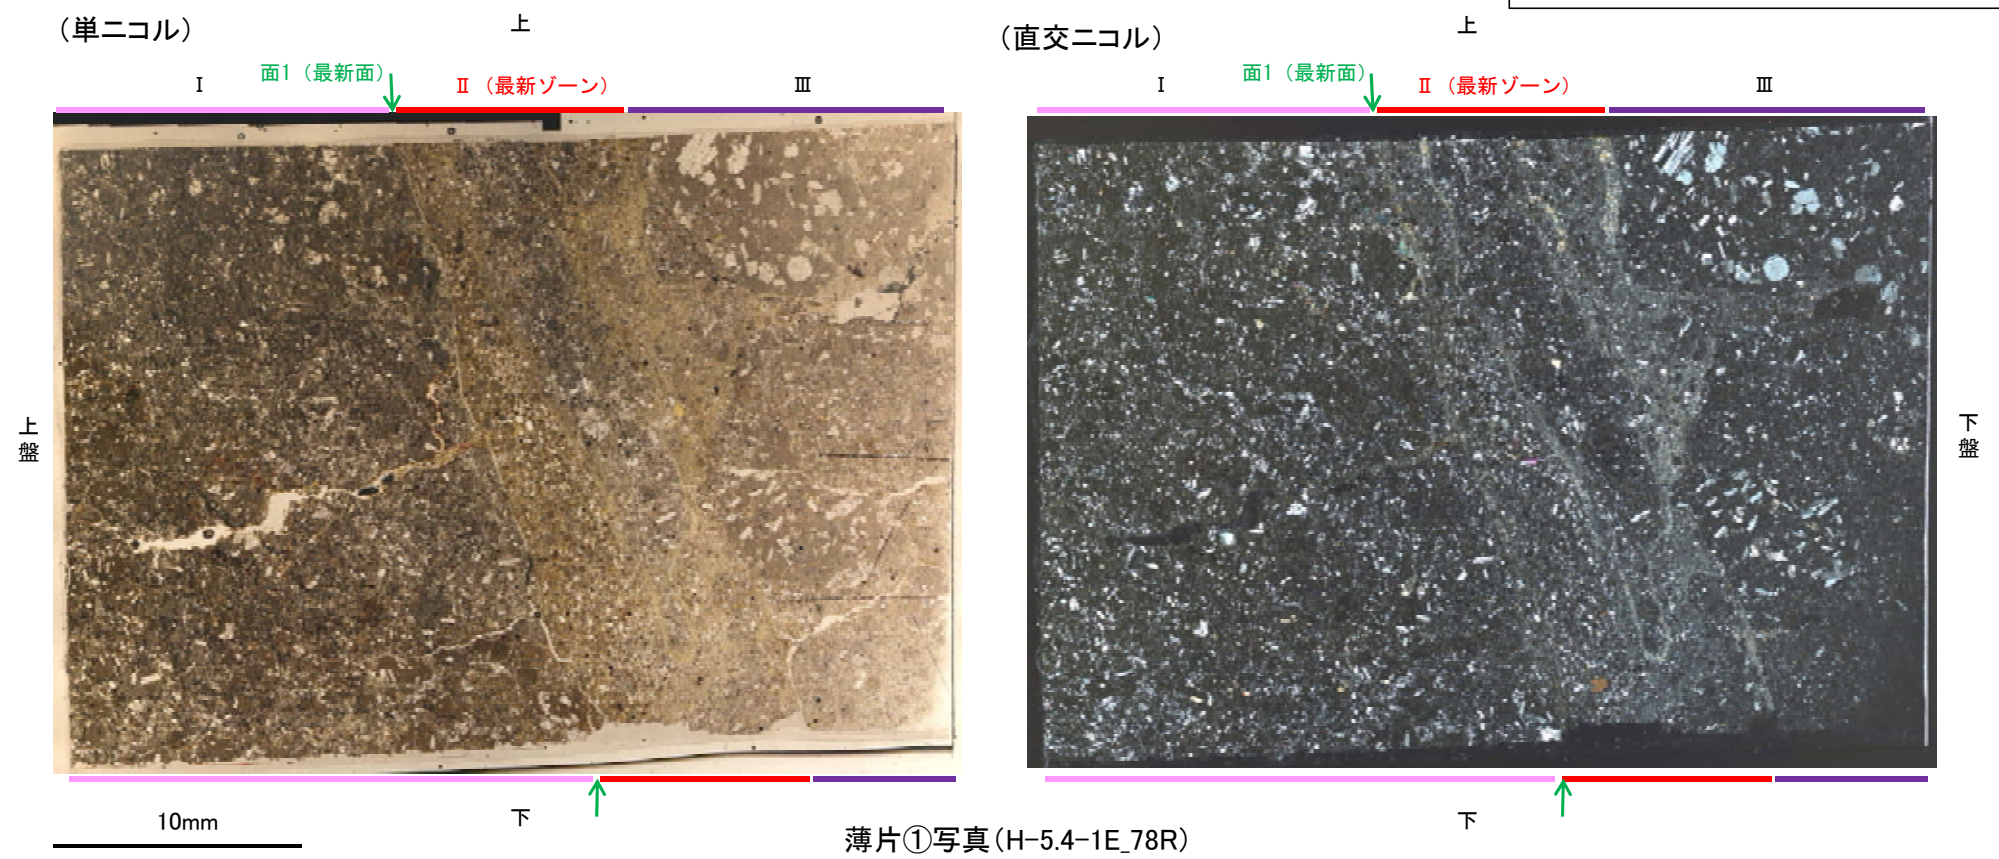 (単ニコル)
上
Ⅰ
面1（最新面）
Ⅱ（最新ゾーン）
Ⅲ
上盤
下
10mm
(直交ニコル)
上
Ⅰ
面1（最新面）
Ⅱ（最新ゾーン）
Ⅲ
下盤
下
薄片①写真(H-5.4-1E_78R)